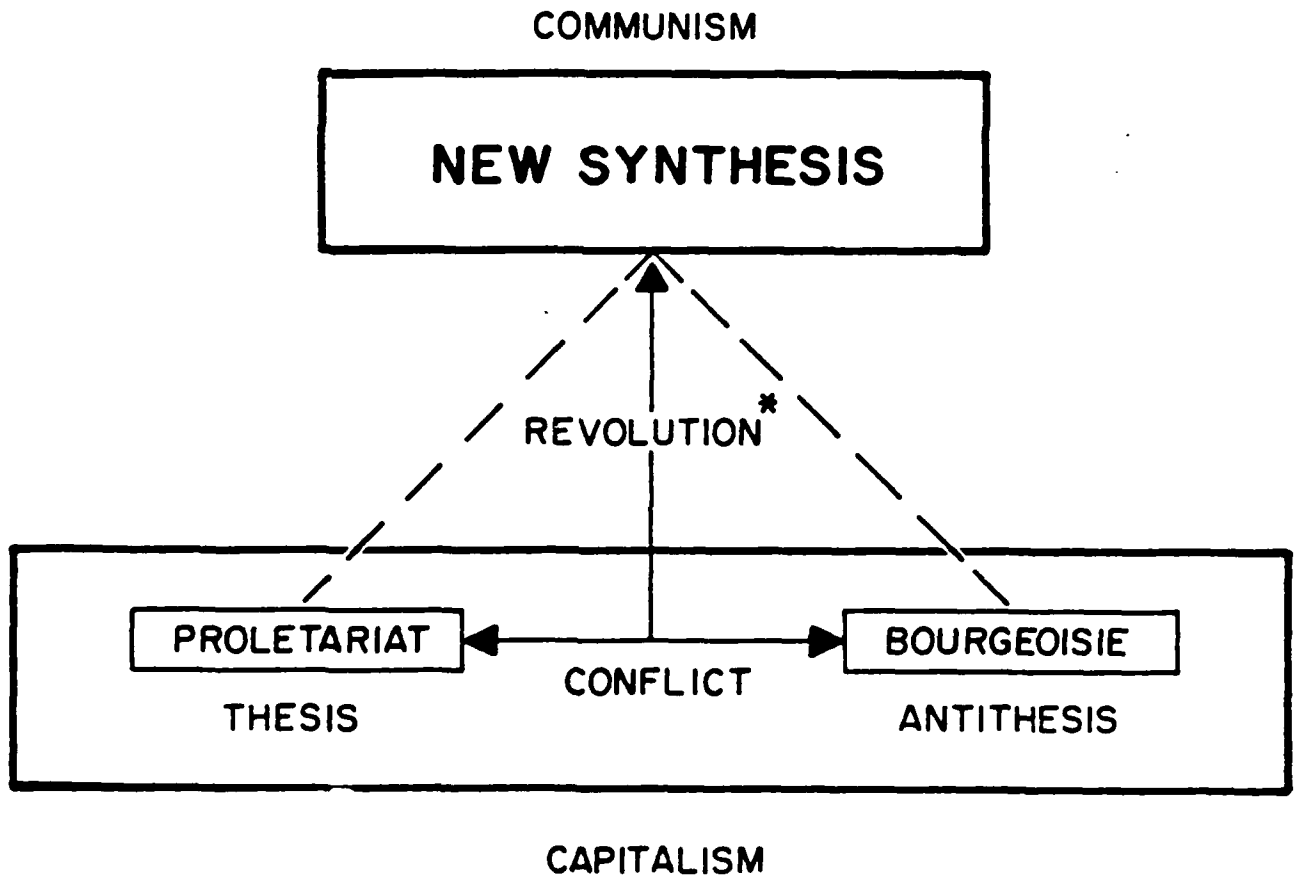 COMMUNISM
NEW SYNTHESIS
REVOLUTION*
PROLETARIAT
BOURGEOISIE
CONFLICT
THESIS
ANTITHESIS
CAPITALISM